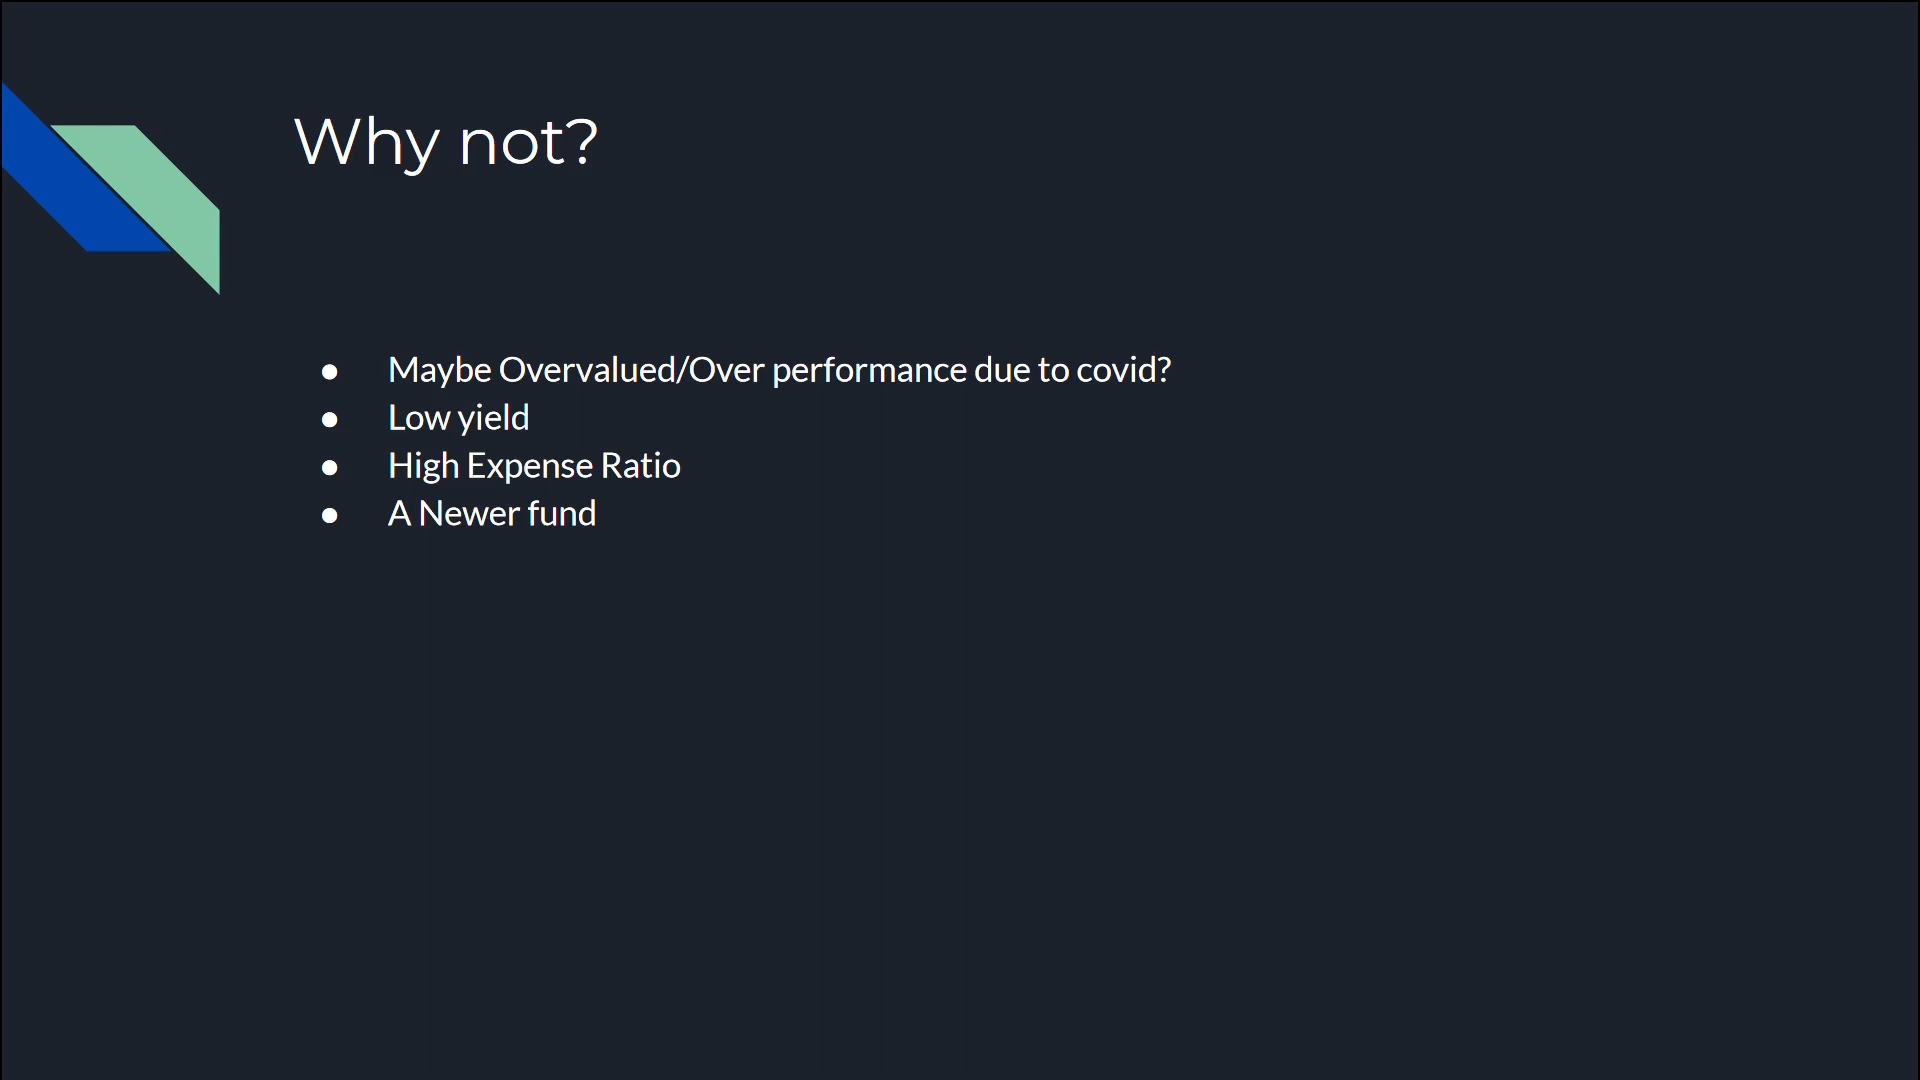 Why not?
● Maybe Overvalued/Over performance due to covid?
● Low yield
● High Expense Ratio
● A Newer fund